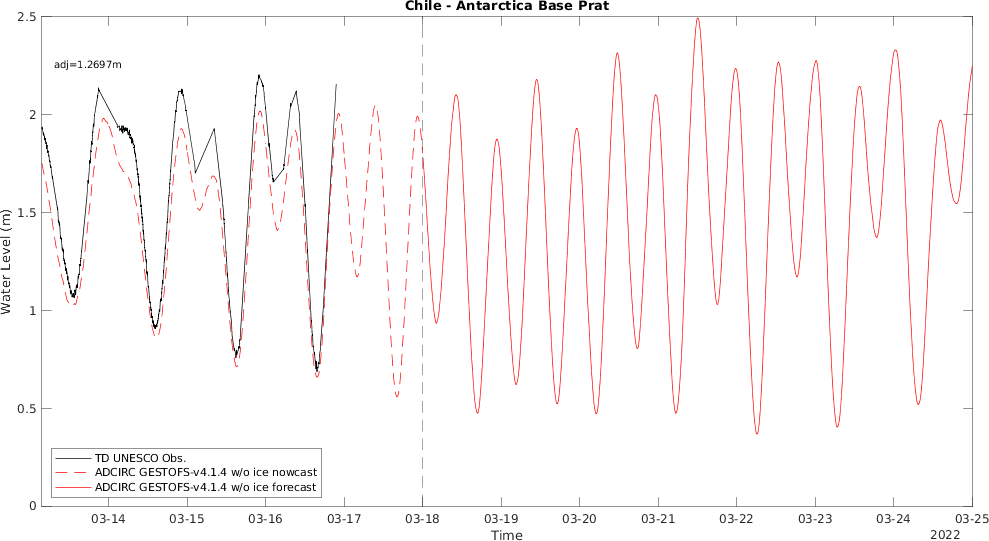 Chile - Antarctica Base Prat
2.5
adj=1.2697m
2
1.5
Water Level (m)
1
0.5
TD UNESCO Obs.
ADCIRC GESTOFS-v4.1.4 w/o ice nowcast
ADCIRC GESTOFS-v4.1.4 w/o ice forecast
0
03-14 03-15 03-16 03-17 03-18 03-19 03-20 03-21 03-22 03-23 03-24 03-25
Time
2022